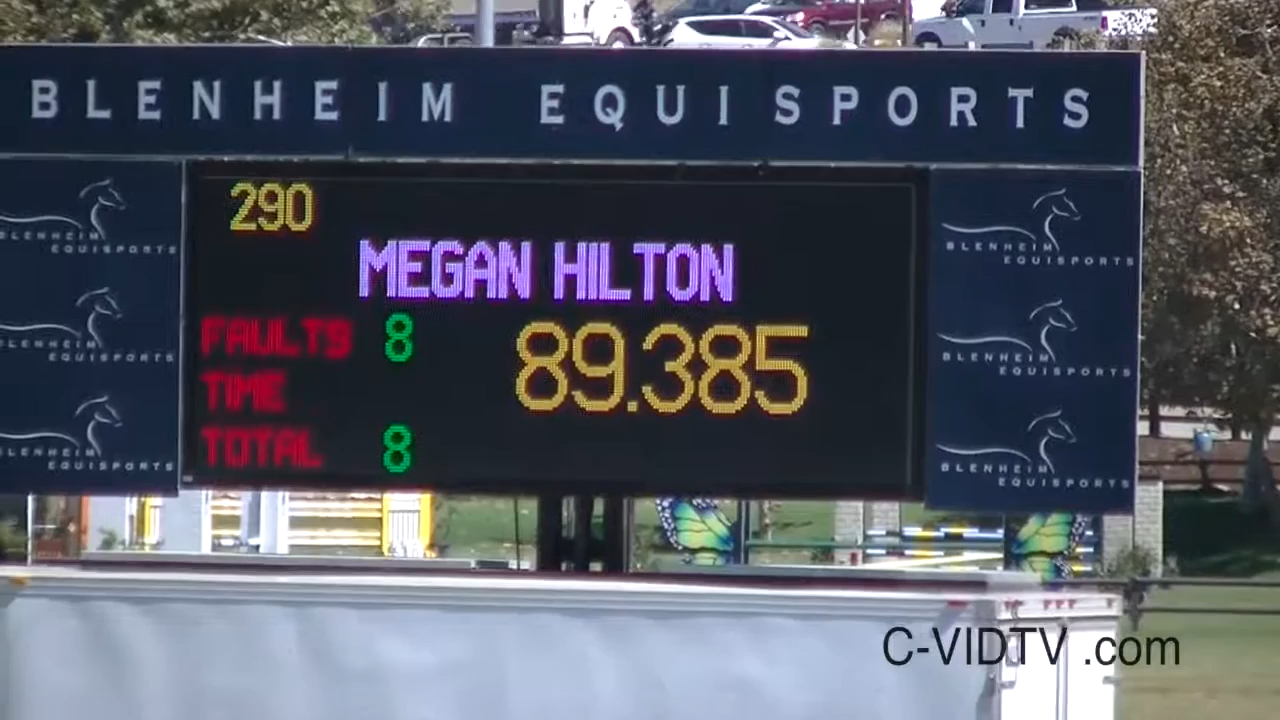 BLENHEIM EQUISPORTS
290
MEGAN HILTON
FAULTS 8
89.385
TIME
TOTAL 8
BLENHEIM
EQUISPORTS
BLENHEIM
EQUISPORTS
BLENHEIM
EQUISPORTS
BLENHEIM
EQUISPORTS
BLENHEIM
EQUISPORTS
BLENHEIM
EQUISPORTS
C-VIDTV .com